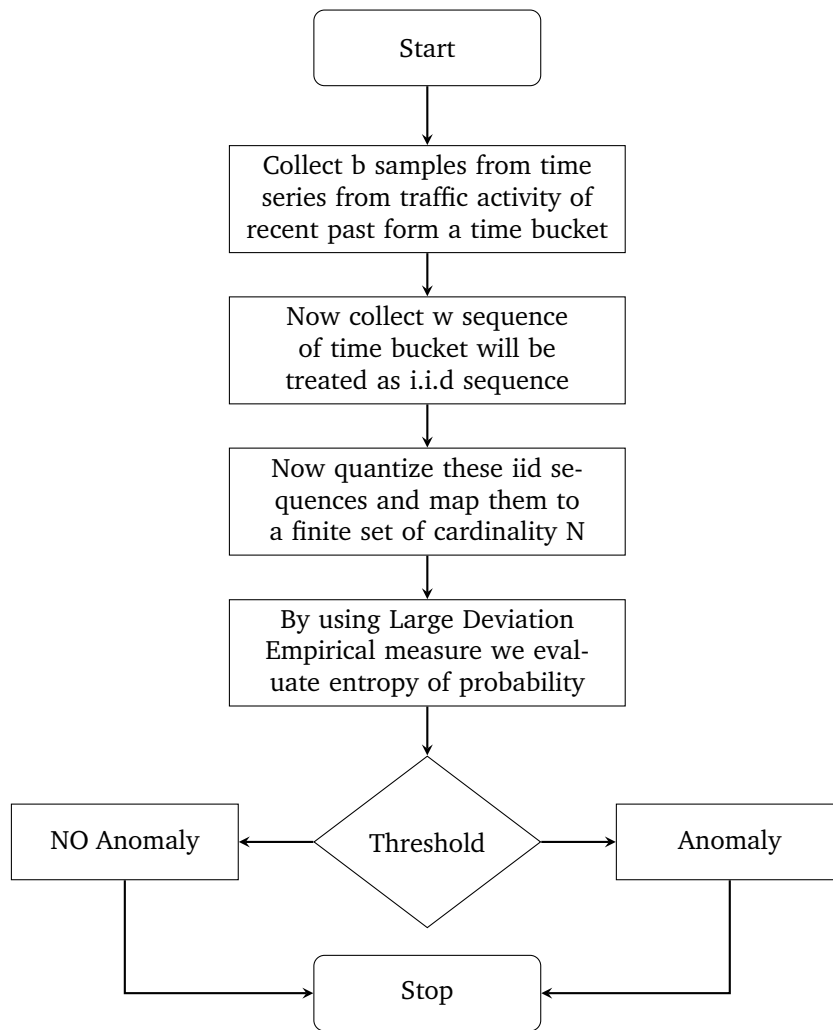 Start
Collect b samples from time
series from traffic activity of
recent past form a time bucket
Now collect w sequence
of time bucket will be
treated as i.i.d sequence
Now quantize these iid se-
quences and map them to
a finite set of cardinality N
By using Large Deviation
Empirical measure we eval-
uate entropy of probability
NO Anomaly
Threshold
Anomaly
Stop